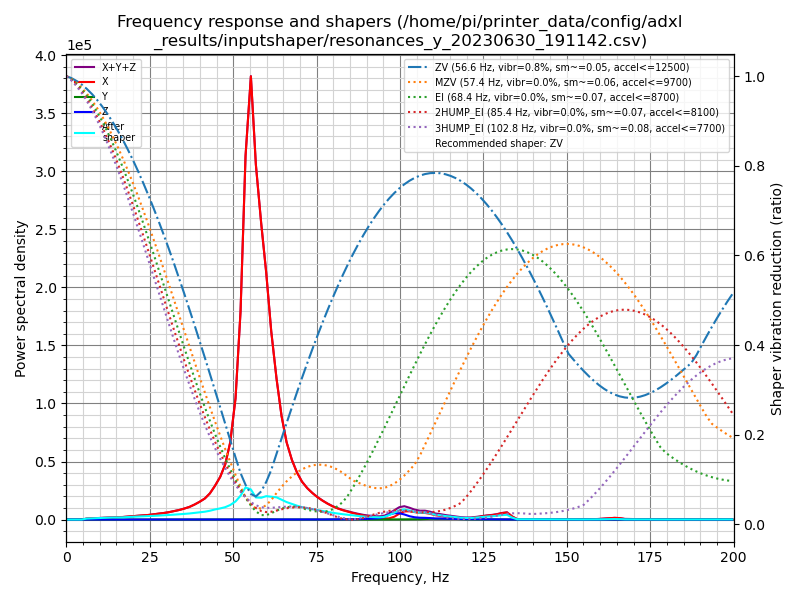 Frequency response and shapers (/home/pi/printer_data/config/adxl
_results/inputshaper/resonances_y_20230630_191142.csv)
1e5
X+Y+Z
X
Y
Z
After
shaper
ZV (56.6 Hz, vibr=0.8%, sm~=0.05, accel<=12500)
MZV (57.4 Hz, vibr=0.0%, sm~=0.06, accel<=9700)
EI (68.4 Hz, vibr=0.0%, sm~=0.07, accel<=8700)
2HUMP_EI (85.4 Hz, vibr=0.0%, sm~=0.07, accel<=8100)
3HUMP_EI (102.8 Hz, vibr=0.0%, sm~=0.08, accel<=7700)
Recommended shaper: ZV
Power spectral density
4.0
3.5
3.0
2.5
2.0
1.5
1.0
0.5
0.0
1.0
0.8
0.6
0.4
0.2
0.0
Shaper vibration reduction (ratio)
0 25 50 75 100 125 150 175 200
Frequency, Hz